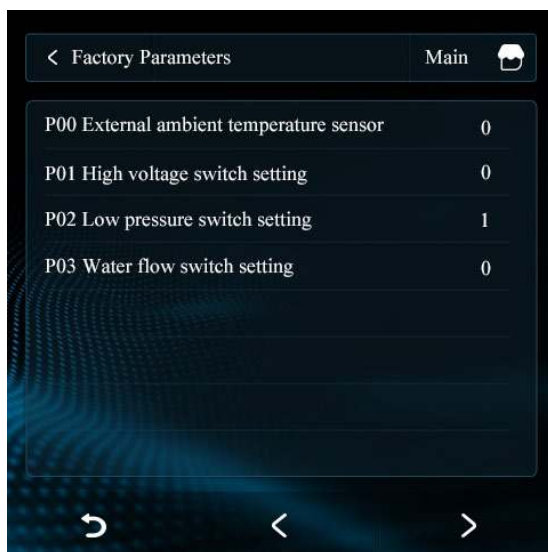 Factory Parameters Main
P00 External ambient temperature sensor 0
P01 High voltage switch setting 0
P02 Low pressure switch setting 1
P03 Water flow switch setting 0